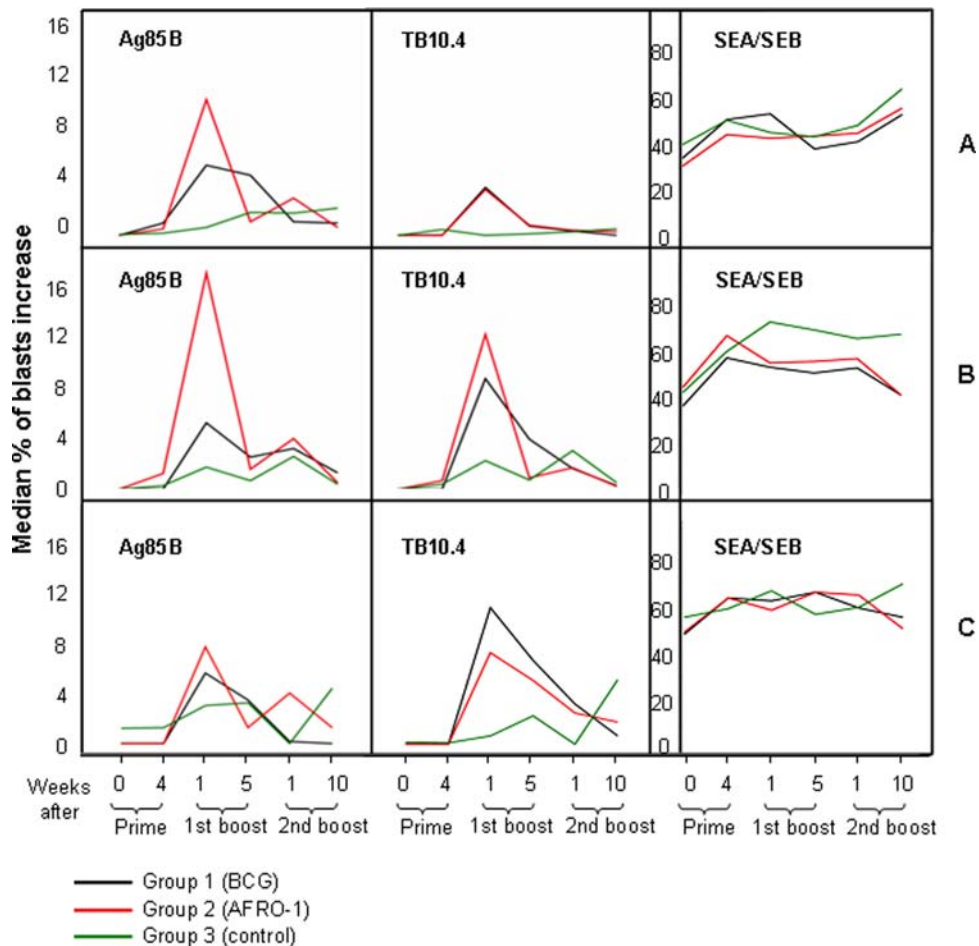 Median % of blasts increase
16
12
8
4
0
Ag85B
TB10.4
80
60
40
20
0
SEA/SEB
A
16
12
8
4
0
Ag85B
TB10.4
80
60
40
20
0
SEA/SEB
B
16
12
8
4
0
Ag85B
TB10.4
80
60
40
20
0
SEA/SEB
C
Weeks after
0 4 1 5 1 10 0 4 1 5 1 10 0 4 1 5 1 10
Prime 1st boost 2nd boost Prime 1st boost 2nd boost Prime 1st boost 2nd boost
Group 1 (BCG)
Group 2 (AFRO-1)
Group 3 (control)